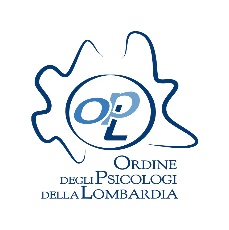 OPL
ORDINE
DEGLI PSICOLOGI
DELLA LOMBARDIA